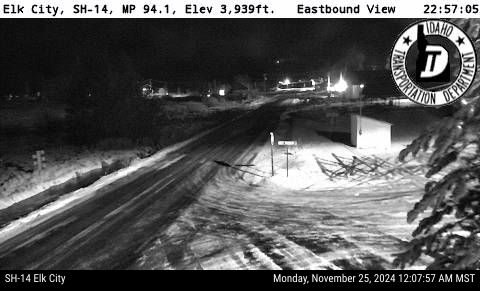 Elk City, SH-14, MP 94.1, Elev 3,939ft. Eastbound View 22:57:05
IDAHO
TRANSPORTATION DEPARTMENT
SH-14 Elk City Monday, November 25, 2024 12:07:57 AM MST